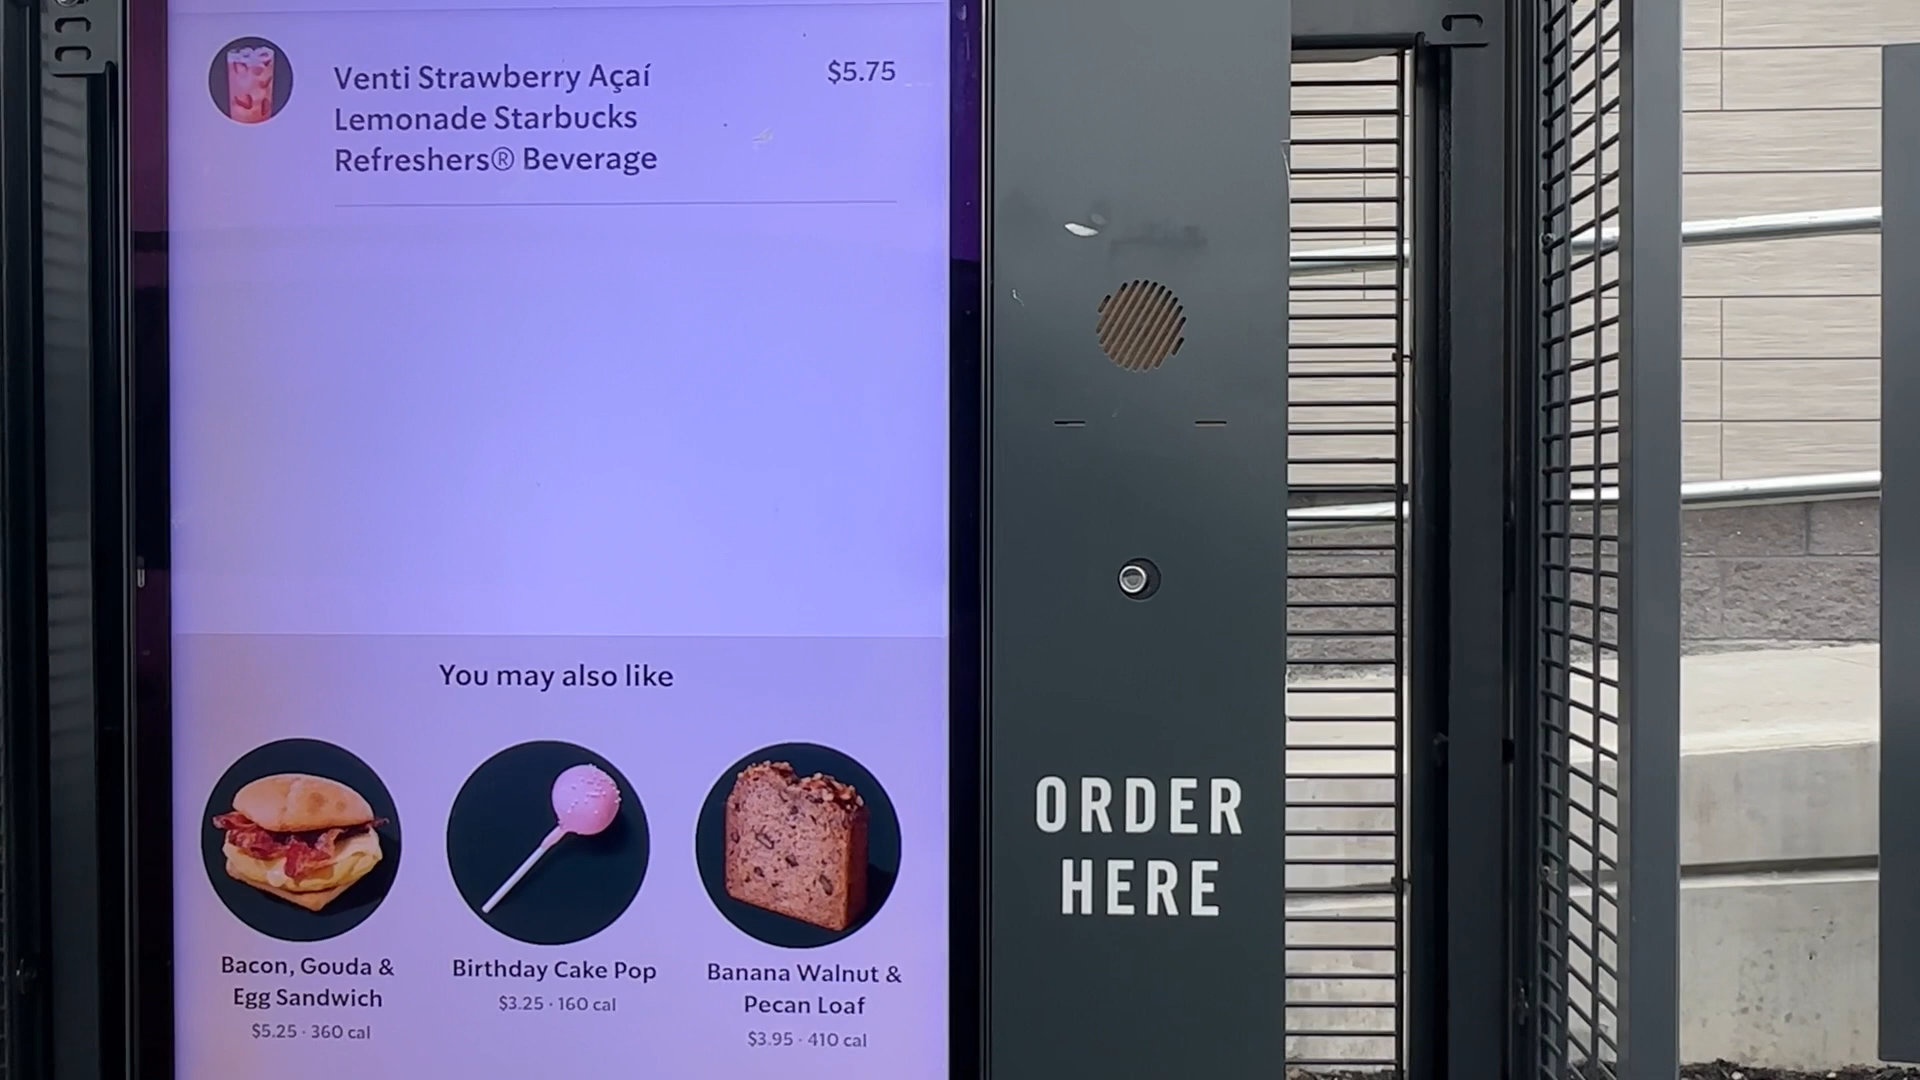 Venti Strawberry Açaí
$5.75
Lemonade Starbucks
Refreshers® Beverage
You may also like
Bacon, Gouda &
Egg Sandwich
$5.25 · 360 cal
Birthday Cake Pop
$3.25 · 160 cal
Banana Walnut &
Pecan Loaf
$3.95 · 410 cal
ORDER
HERE